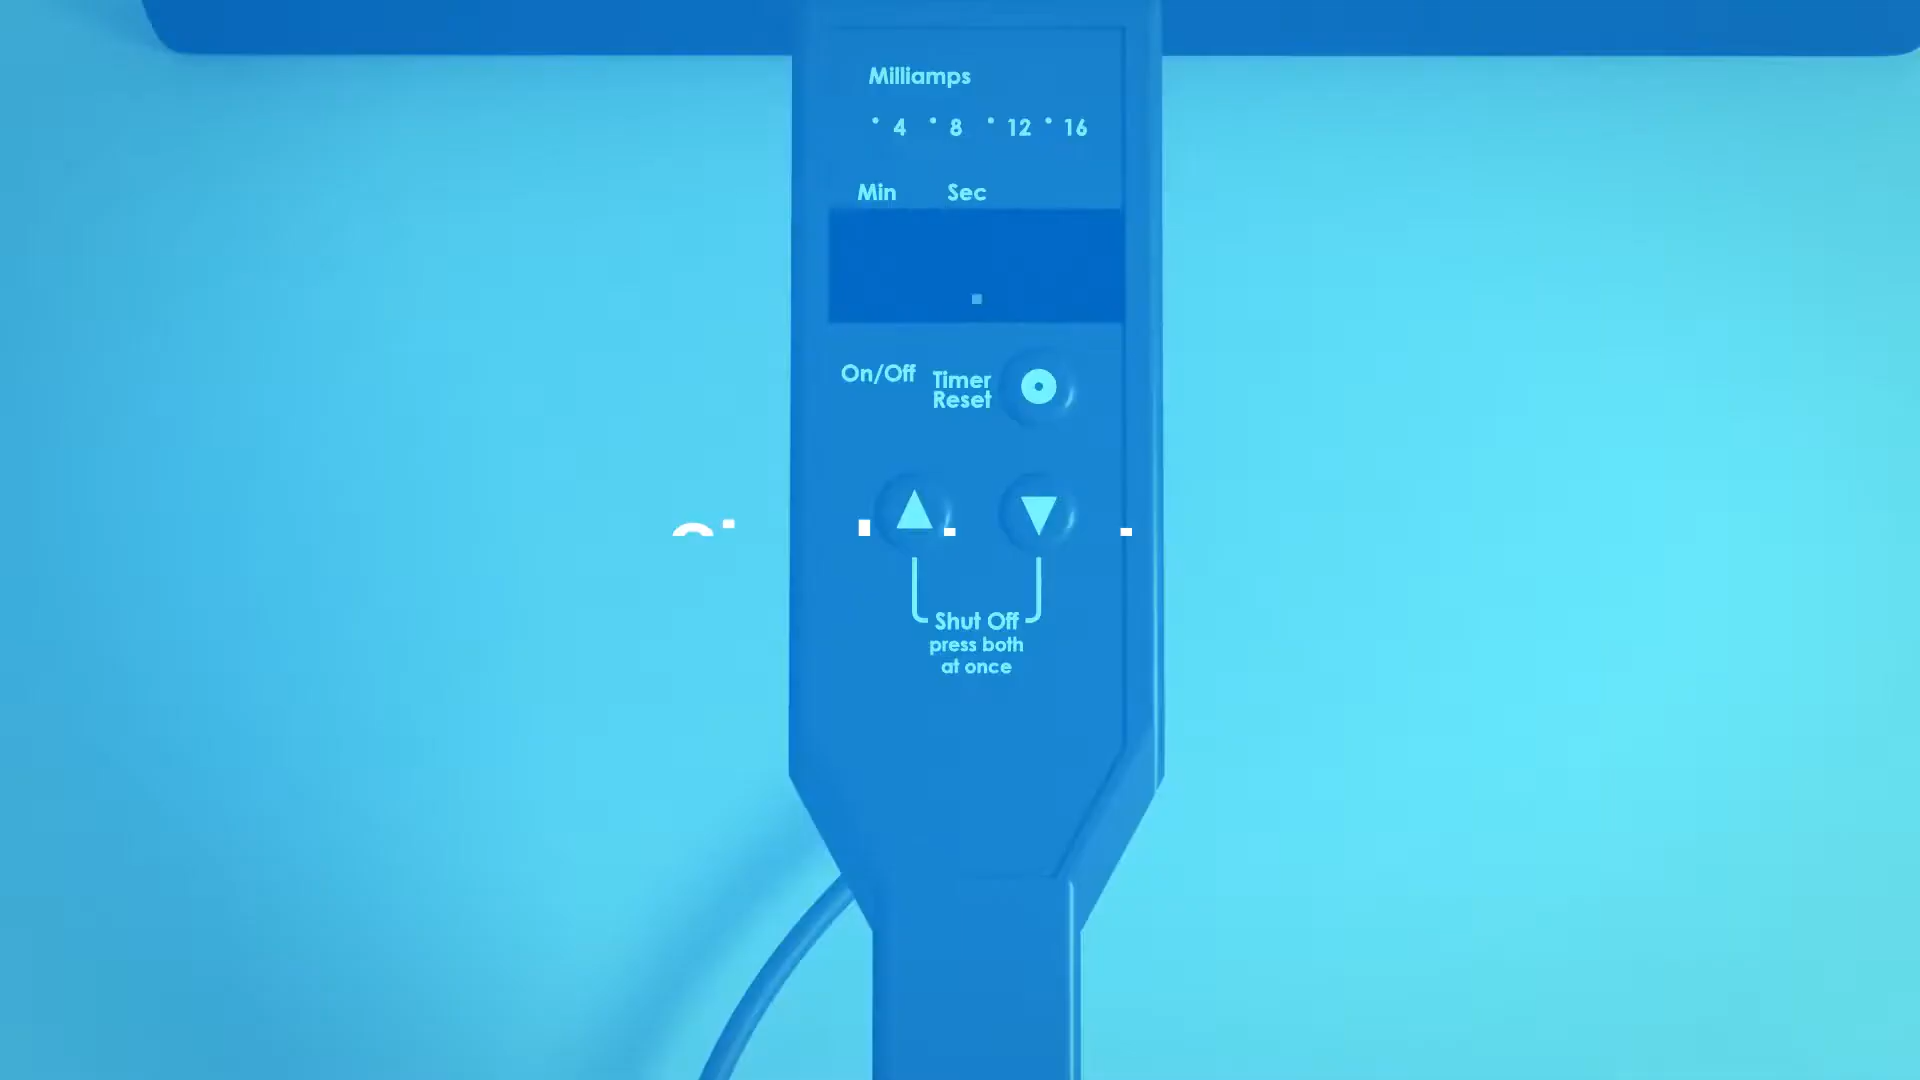 Milliamps
4 8 12 16
Min Sec
On/Off
Timer
Reset
Shut Off
press both
at once